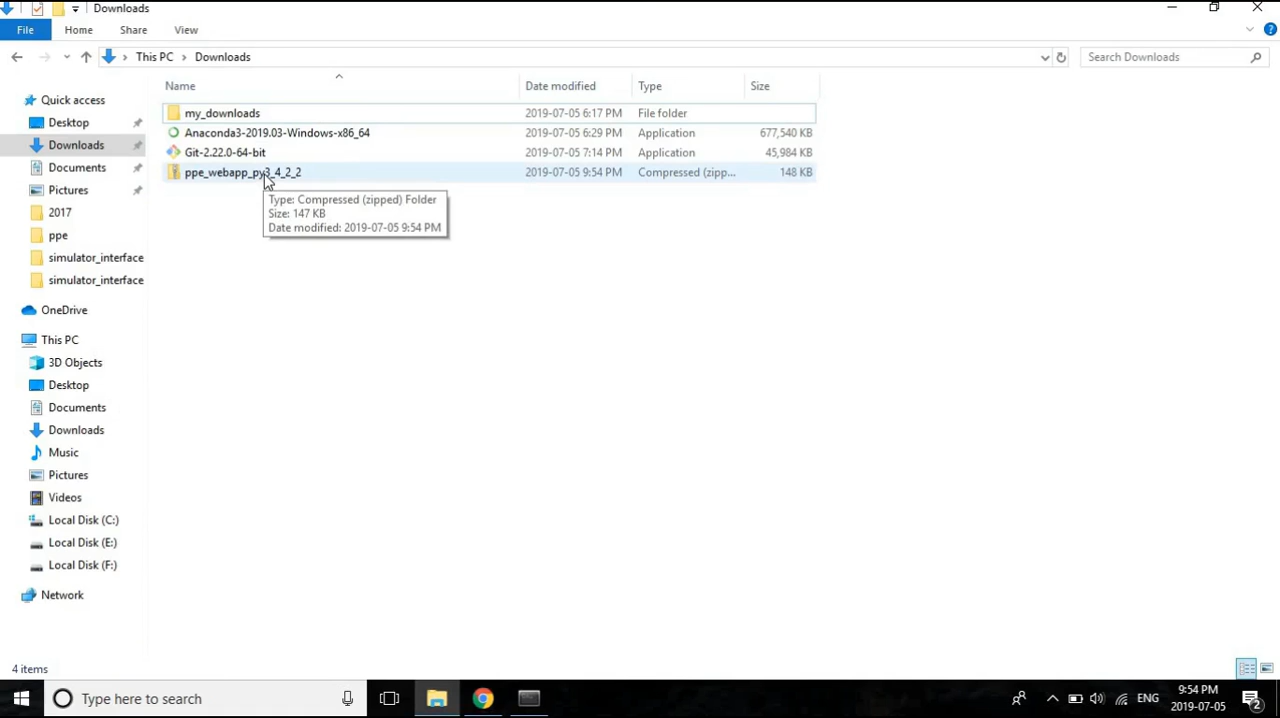 Downloads
File Home Share View
This PC > Downloads
Search Downloads
Name Date modified Type Size
my_downloads 2019-07-05 6:17 PM File folder
Anaconda3-2019.03-Windows-x86_64 2019-07-05 6:29 PM Application 677,540 KB
Git-2.22.0-64-bit 2019-07-05 7:14 PM Application 45,984 KB
ppe_webapp_py3_4_2_2 2019-07-05 9:54 PM Compressed (zipp... 148 KB
Type: Compressed (zipped) Folder
Size: 147 KB
Date modified: 2019-07-05 9:54 PM
Quick access
Desktop
Downloads
Documents
Pictures
2017
ppe
simulator_interface
simulator_interface
OneDrive
This PC
3D Objects
Desktop
Documents
Downloads
Music
Pictures
Videos
Local Disk (C:)
Local Disk (E:)
Local Disk (F:)
Network
4 items
Type here to search
ENG
9:54 PM
2019-07-05
2